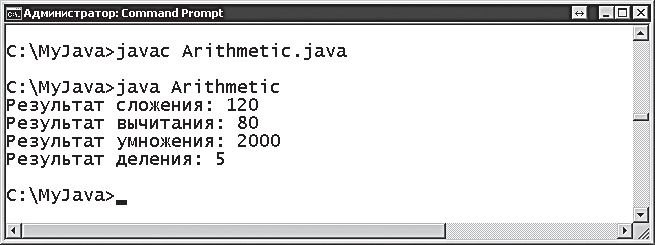 Администратор: Command Prompt
C:\MyJava>javac Arithmetic.java
C:\MyJava>java Arithmetic
Результат сложения: 120
Результат вычитания: 80
Результат умножения: 2000
Результат деления: 5
C:\MyJava>_